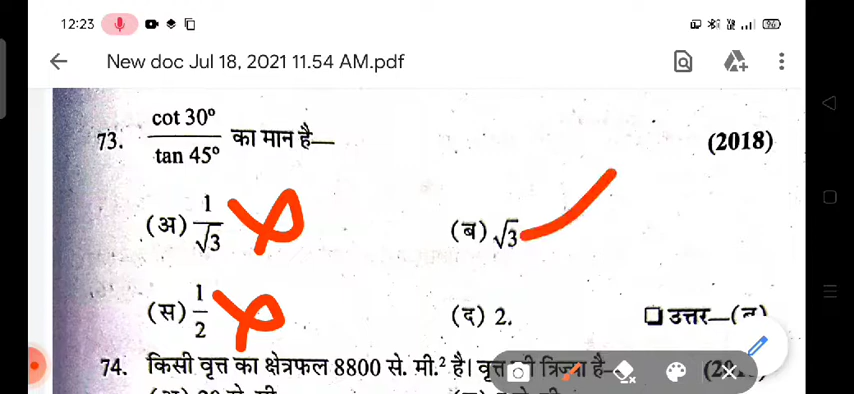 12:23
New doc Jul 18, 2021 11.54 AM.pdf
73. cot 30° / tan 45° का मान है— (2018)
(अ) 1/√3 (ब) √3
(स) 1/2 (द) 2. उत्तर—(ब)
74. किसी वृत्त का क्षेत्रफल 8800 से. मी.² है। वृत्त की त्रिज्या है—